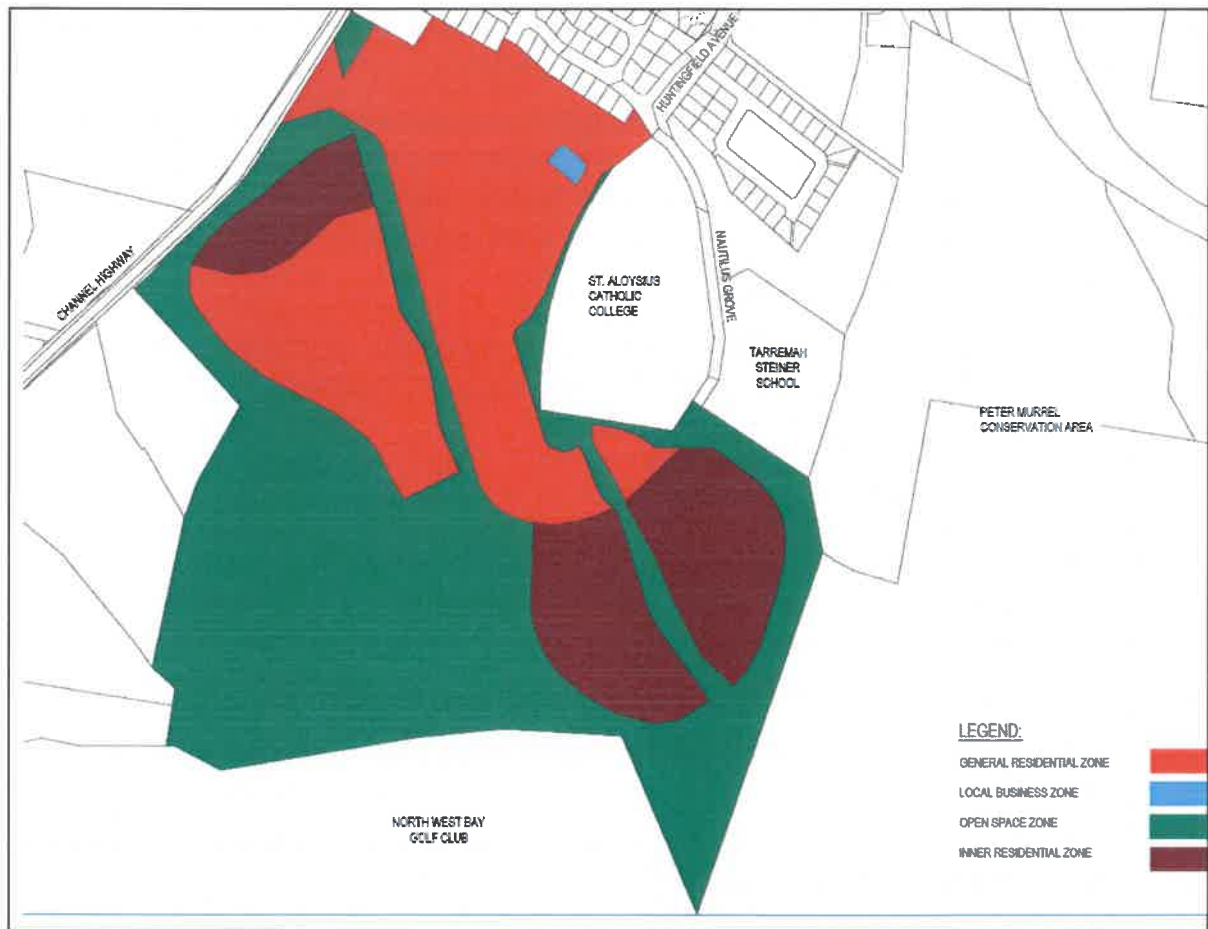 HUNTINGFIELD AVENUE
CHANNEL HIGHWAY
NAUTILUS GROVE
ST. ALOYSIUS
CATHOLIC
COLLEGE
TARREMAH
STEINER
SCHOOL
PETER MURREL
CONSERVATION AREA
NORTH WEST BAY
GOLF CLUB
LEGEND:
GENERAL RESIDENTIAL ZONE
LOCAL BUSINESS ZONE
OPEN SPACE ZONE
INNER RESIDENTIAL ZONE